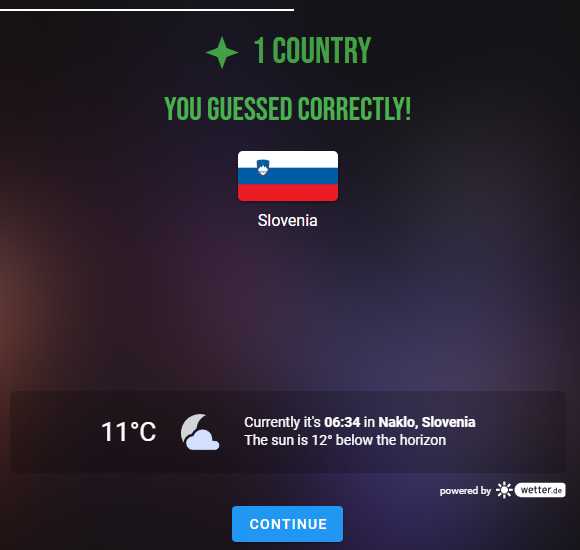 1 COUNTRY
YOU GUESSED CORRECTLY!
Slovenia
11°C
Currently it's 06:34 in Naklo, Slovenia
The sun is 12° below the horizon
powered by wetter.de
CONTINUE